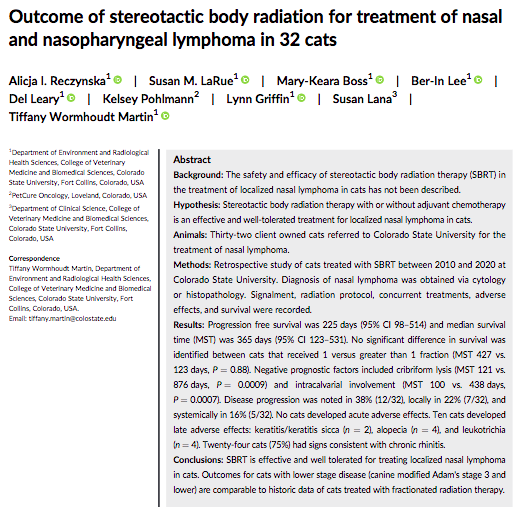 Outcome of stereotactic body radiation for treatment of nasal
and nasopharyngeal lymphoma in 32 cats
Alicja I. Reczynska1 | Susan M. LaRue1 | Mary-Keara Boss1 | Ber-In Lee1 |
Del Leary1 | Kelsey Pohlmann2 | Lynn Griffin1 | Susan Lana3 |
Tiffany Wormhoudt Martin1
1Department of Environment and Radiological
Health Sciences, College of Veterinary
Medicine and Biomedical Sciences, Colorado
State University, Fort Collins, Colorado, USA
2PetCure Oncology, Loveland, Colorado, USA
3Department of Clinical Science, College of
Veterinary Medicine and Biomedical Sciences,
Colorado State University, Fort Collins,
Colorado, USA
Correspondence
Tiffany Wormhoudt Martin, Department of
Environment and Radiological Health Sciences,
College of Veterinary Medicine and Biomedical
Sciences, Colorado State University, Fort
Collins, Colorado, USA.
Email: tiffany.martin@colostate.edu
Abstract
Background: The safety and efficacy of stereotactic body radiation therapy (SBRT) in
the treatment of localized nasal lymphoma in cats has not been described.
Hypothesis: Stereotactic body radiation therapy with or without adjuvant chemotherapy
is an effective and well-tolerated treatment for localized nasal lymphoma in cats.
Animals: Thirty-two client owned cats referred to Colorado State University for the
treatment of nasal lymphoma.
Methods: Retrospective study of cats treated with SBRT between 2010 and 2020 at
Colorado State University. Diagnosis of nasal lymphoma was obtained via cytology
or histopathology. Signalment, radiation protocol, concurrent treatments, adverse
effects, and survival were recorded.
Results: Progression free survival was 225 days (95% CI 98–514) and median survival
time (MST) was 365 days (95% CI 123–531). No significant difference in survival was
identified between cats that received 1 versus greater than 1 fraction (MST 427 vs.
123 days, P = 0.88). Negative prognostic factors included cribriform lysis (MST 121 vs.
876 days, P = 0.0009) and intracalvarial involvement (MST 100 vs. 438 days,
P = 0.0007). Disease progression was noted in 38% (12/32), locally in 22% (7/32), and
systemically in 16% (5/32). No cats developed acute adverse effects. Ten cats developed
late adverse effects: keratitis/keratitis sicca (n = 2), alopecia (n = 4), and leukotrichia
(n = 4). Twenty-four cats (75%) had signs consistent with chronic rhinitis.
Conclusions: SBRT is effective and well tolerated for treating localized nasal lymphoma
in cats. Outcomes for cats with lower stage disease (canine modified Adam's stage 3 and
lower) are comparable to historic data of cats treated with fractionated radiation therapy.